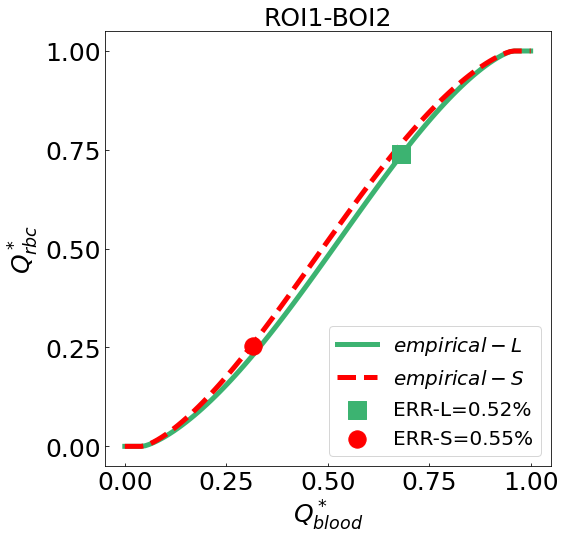 ROI1-BOI2
1.00
0.75
0.50
0.25
0.00
Q*rbc
empirical − L
empirical − S
ERR-L=0.52%
ERR-S=0.55%
0.00 0.25 0.50 0.75 1.00
Q*blood